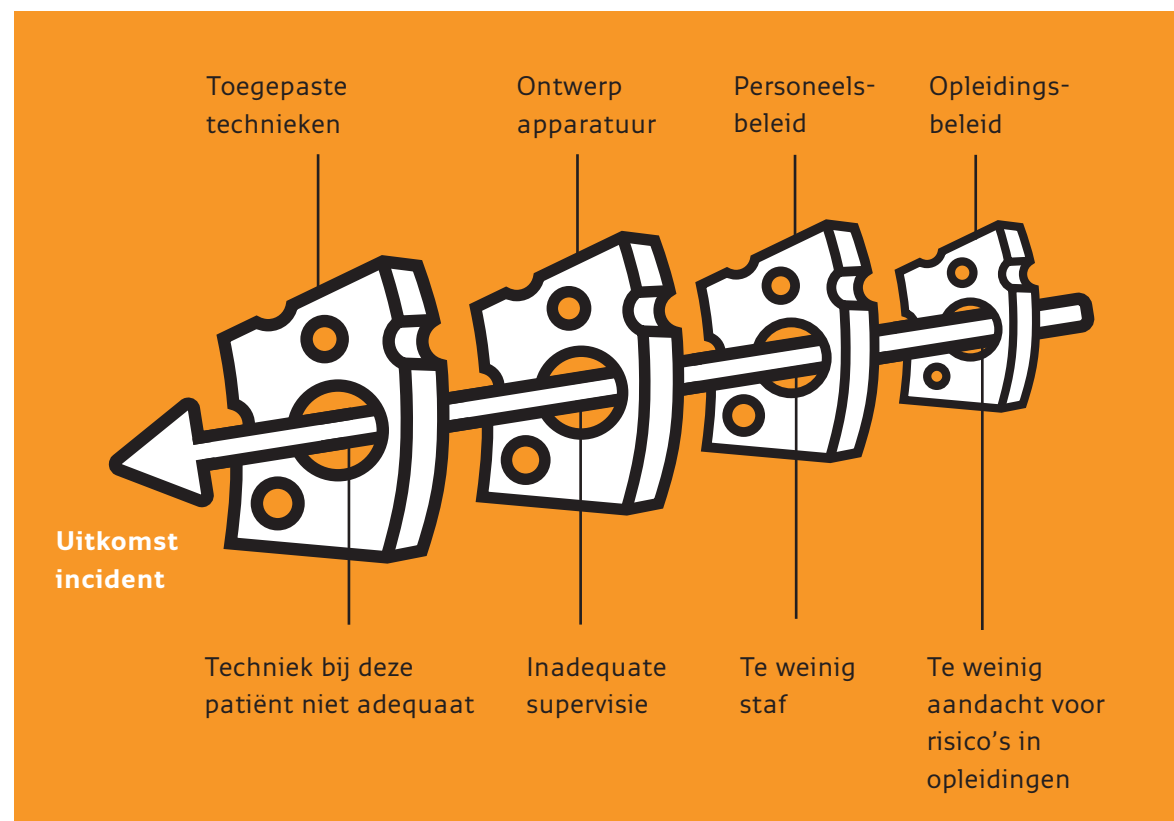 Toegepaste
technieken
Ontwerp
apparatuur
Personeels-
beleid
Opleidings-
beleid
Uitkomst
incident
Techniek bij deze
patiënt niet adequaat
Inadequate
supervisie
Te weinig
staf
Te weinig
aandacht voor
risico’s in
opleidingen